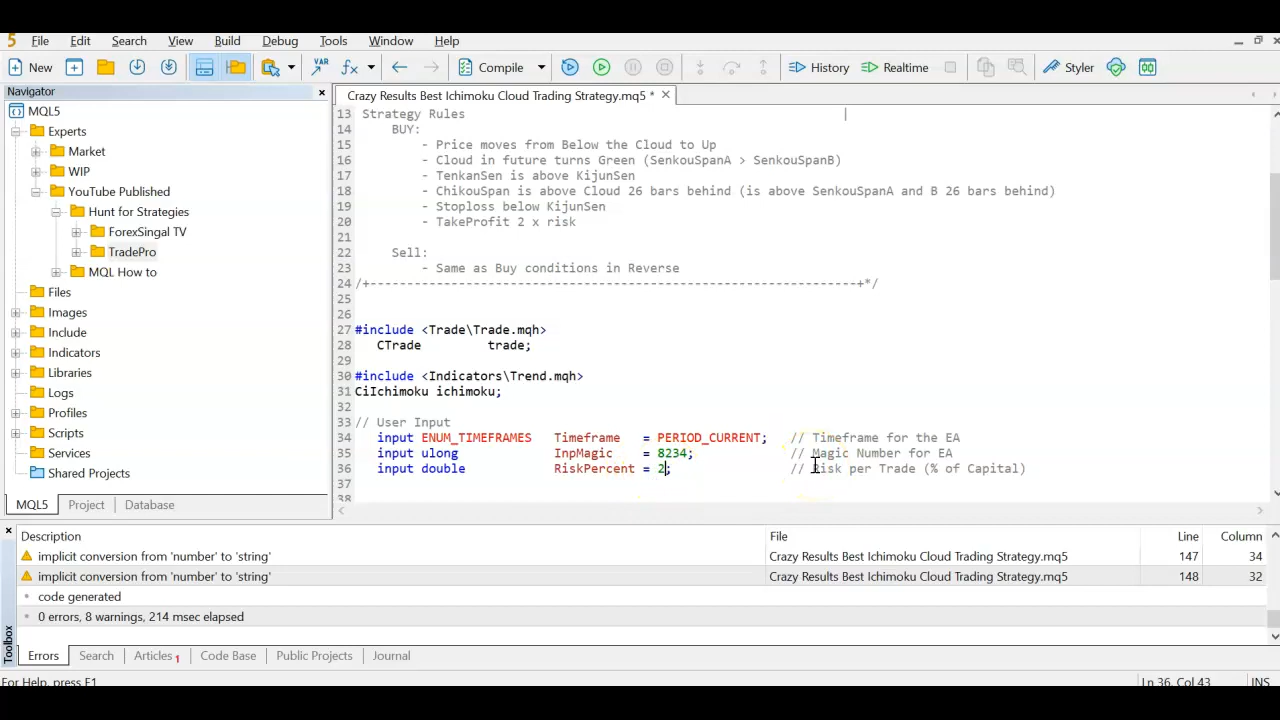 5 File Edit Search View Build Debug Tools Window Help
New VAR fx Compile History Realtime Styler
Navigator
Crazy Results Best Ichimoku Cloud Trading Strategy.mq5 *
MQL5
Experts
Market
WIP
YouTube Published
Hunt for Strategies
ForexSingal TV
TradePro
MQL How to
Files
Images
Include
Indicators
Libraries
Logs
Profiles
Scripts
Services
Shared Projects
MQL5 Project Database
13 Strategy Rules
14 BUY:
15 - Price moves from Below the Cloud to Up
16 - Cloud in future turns Green (SenkouSpanA > SenkouSpanB)
17 - TenkanSen is above KijunSen
18 - ChikouSpan is above Cloud 26 bars behind (is above SenkouSpanA and B 26 bars behind)
19 - Stoploss below KijunSen
20 - TakeProfit 2 x risk
21
22 Sell:
23 - Same as Buy conditions in Reverse
24 /+------------------------------------------------------------------+*/
25
26
27 #include <Trade\Trade.mqh>
28 CTrade trade;
29
30 #include <Indicators\Trend.mqh>
31 CiIchimoku ichimoku;
32
33 // User Input
34 input ENUM_TIMEFRAMES Timeframe = PERIOD_CURRENT; // Timeframe for the EA
35 input ulong InpMagic = 8234; // Magic Number for EA
36 input double RiskPercent = 2; // Risk per Trade (% of Capital)
37
38
Description File Line Column
implicit conversion from 'number' to 'string' Crazy Results Best Ichimoku Cloud Trading Strategy.mq5 147 34
implicit conversion from 'number' to 'string' Crazy Results Best Ichimoku Cloud Trading Strategy.mq5 148 32
code generated
0 errors, 8 warnings, 214 msec elapsed
Toolbox
Errors Search Articles 1 Code Base Public Projects Journal
For Help, press F1 Ln 36, Col 43 INS